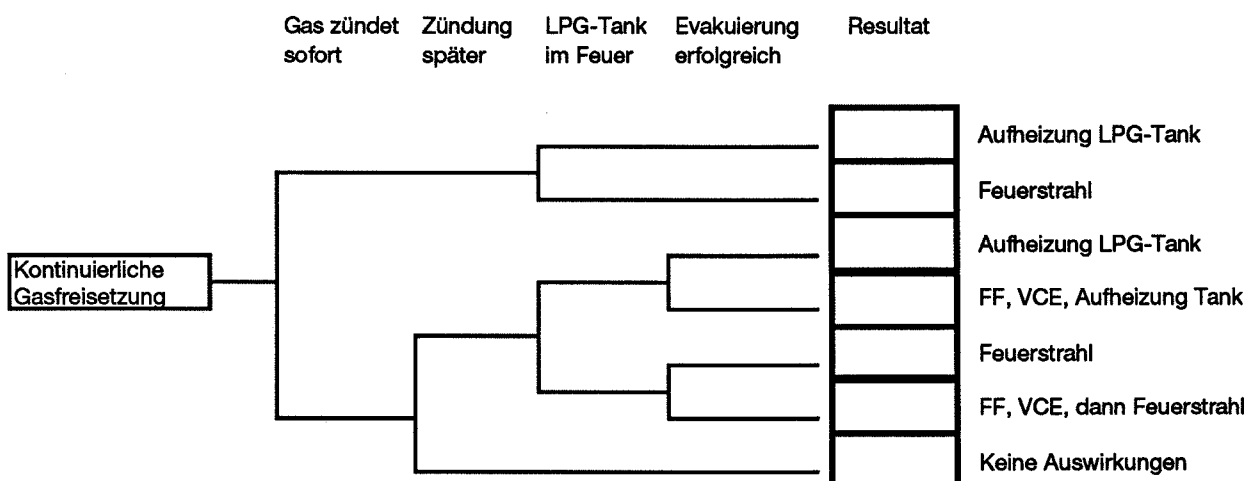 Gas zündet sofort
Zündung später
LPG-Tank im Feuer
Evakuierung erfolgreich
Resultat
Aufheizung LPG-Tank
Feuerstrahl
Aufheizung LPG-Tank
Kontinuierliche
Gasfreisetzung
FF, VCE, Aufheizung Tank
Feuerstrahl
FF, VCE, dann Feuerstrahl
Keine Auswirkungen